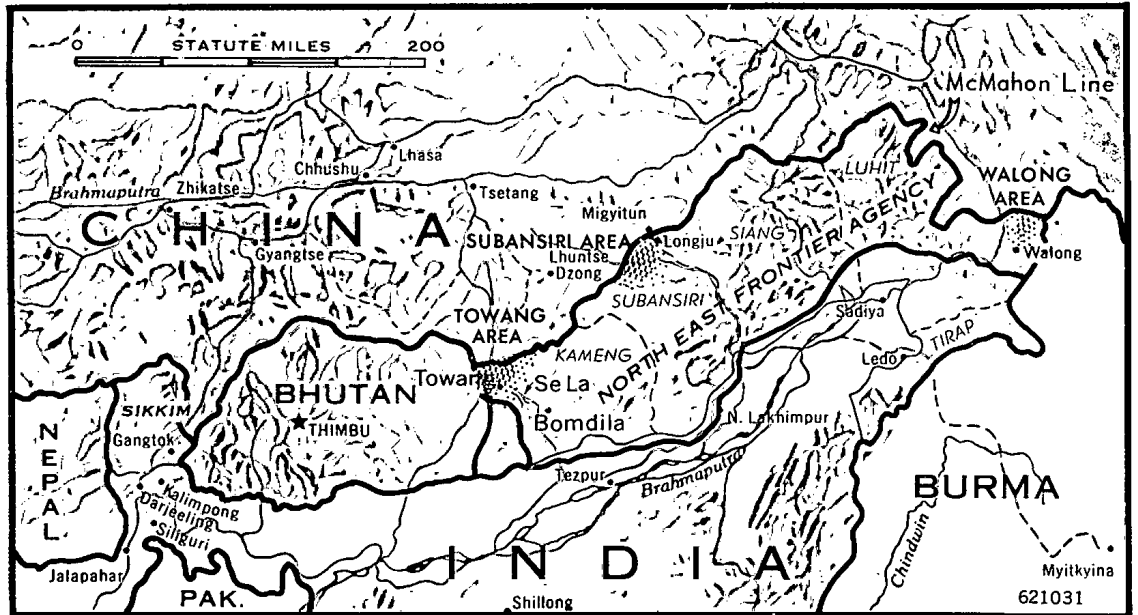 0 STATUTE MILES 200
McMahon Line
Lhasa
Chhushu
LUHIT
Brahmaputra
Zhikatse
Tsetang
WALONG
AREA
Migyitun
CHINA
SUBANSIRI AREA
Longju
SIANG
Gyangtse
Lhuntse
Dzong
Walong
NORTH EAST FRONTIER AGENCY
SUBANSIRI
TOWANG
AREA
Sadiya
KAMENG
TIRAP
Ledo
BHUTAN
Towang
Se La
SIKKIM
THIMBU
Bomdila
N. Lakhimpur
NEPAL
Gangtok
Tezpur
Brahmaputra
BURMA
Kalimpong
Darjeeling
Siliguri
Chindwin
INDIA
Jalapahar
Myitkyina
PAK.
Shillong
621031